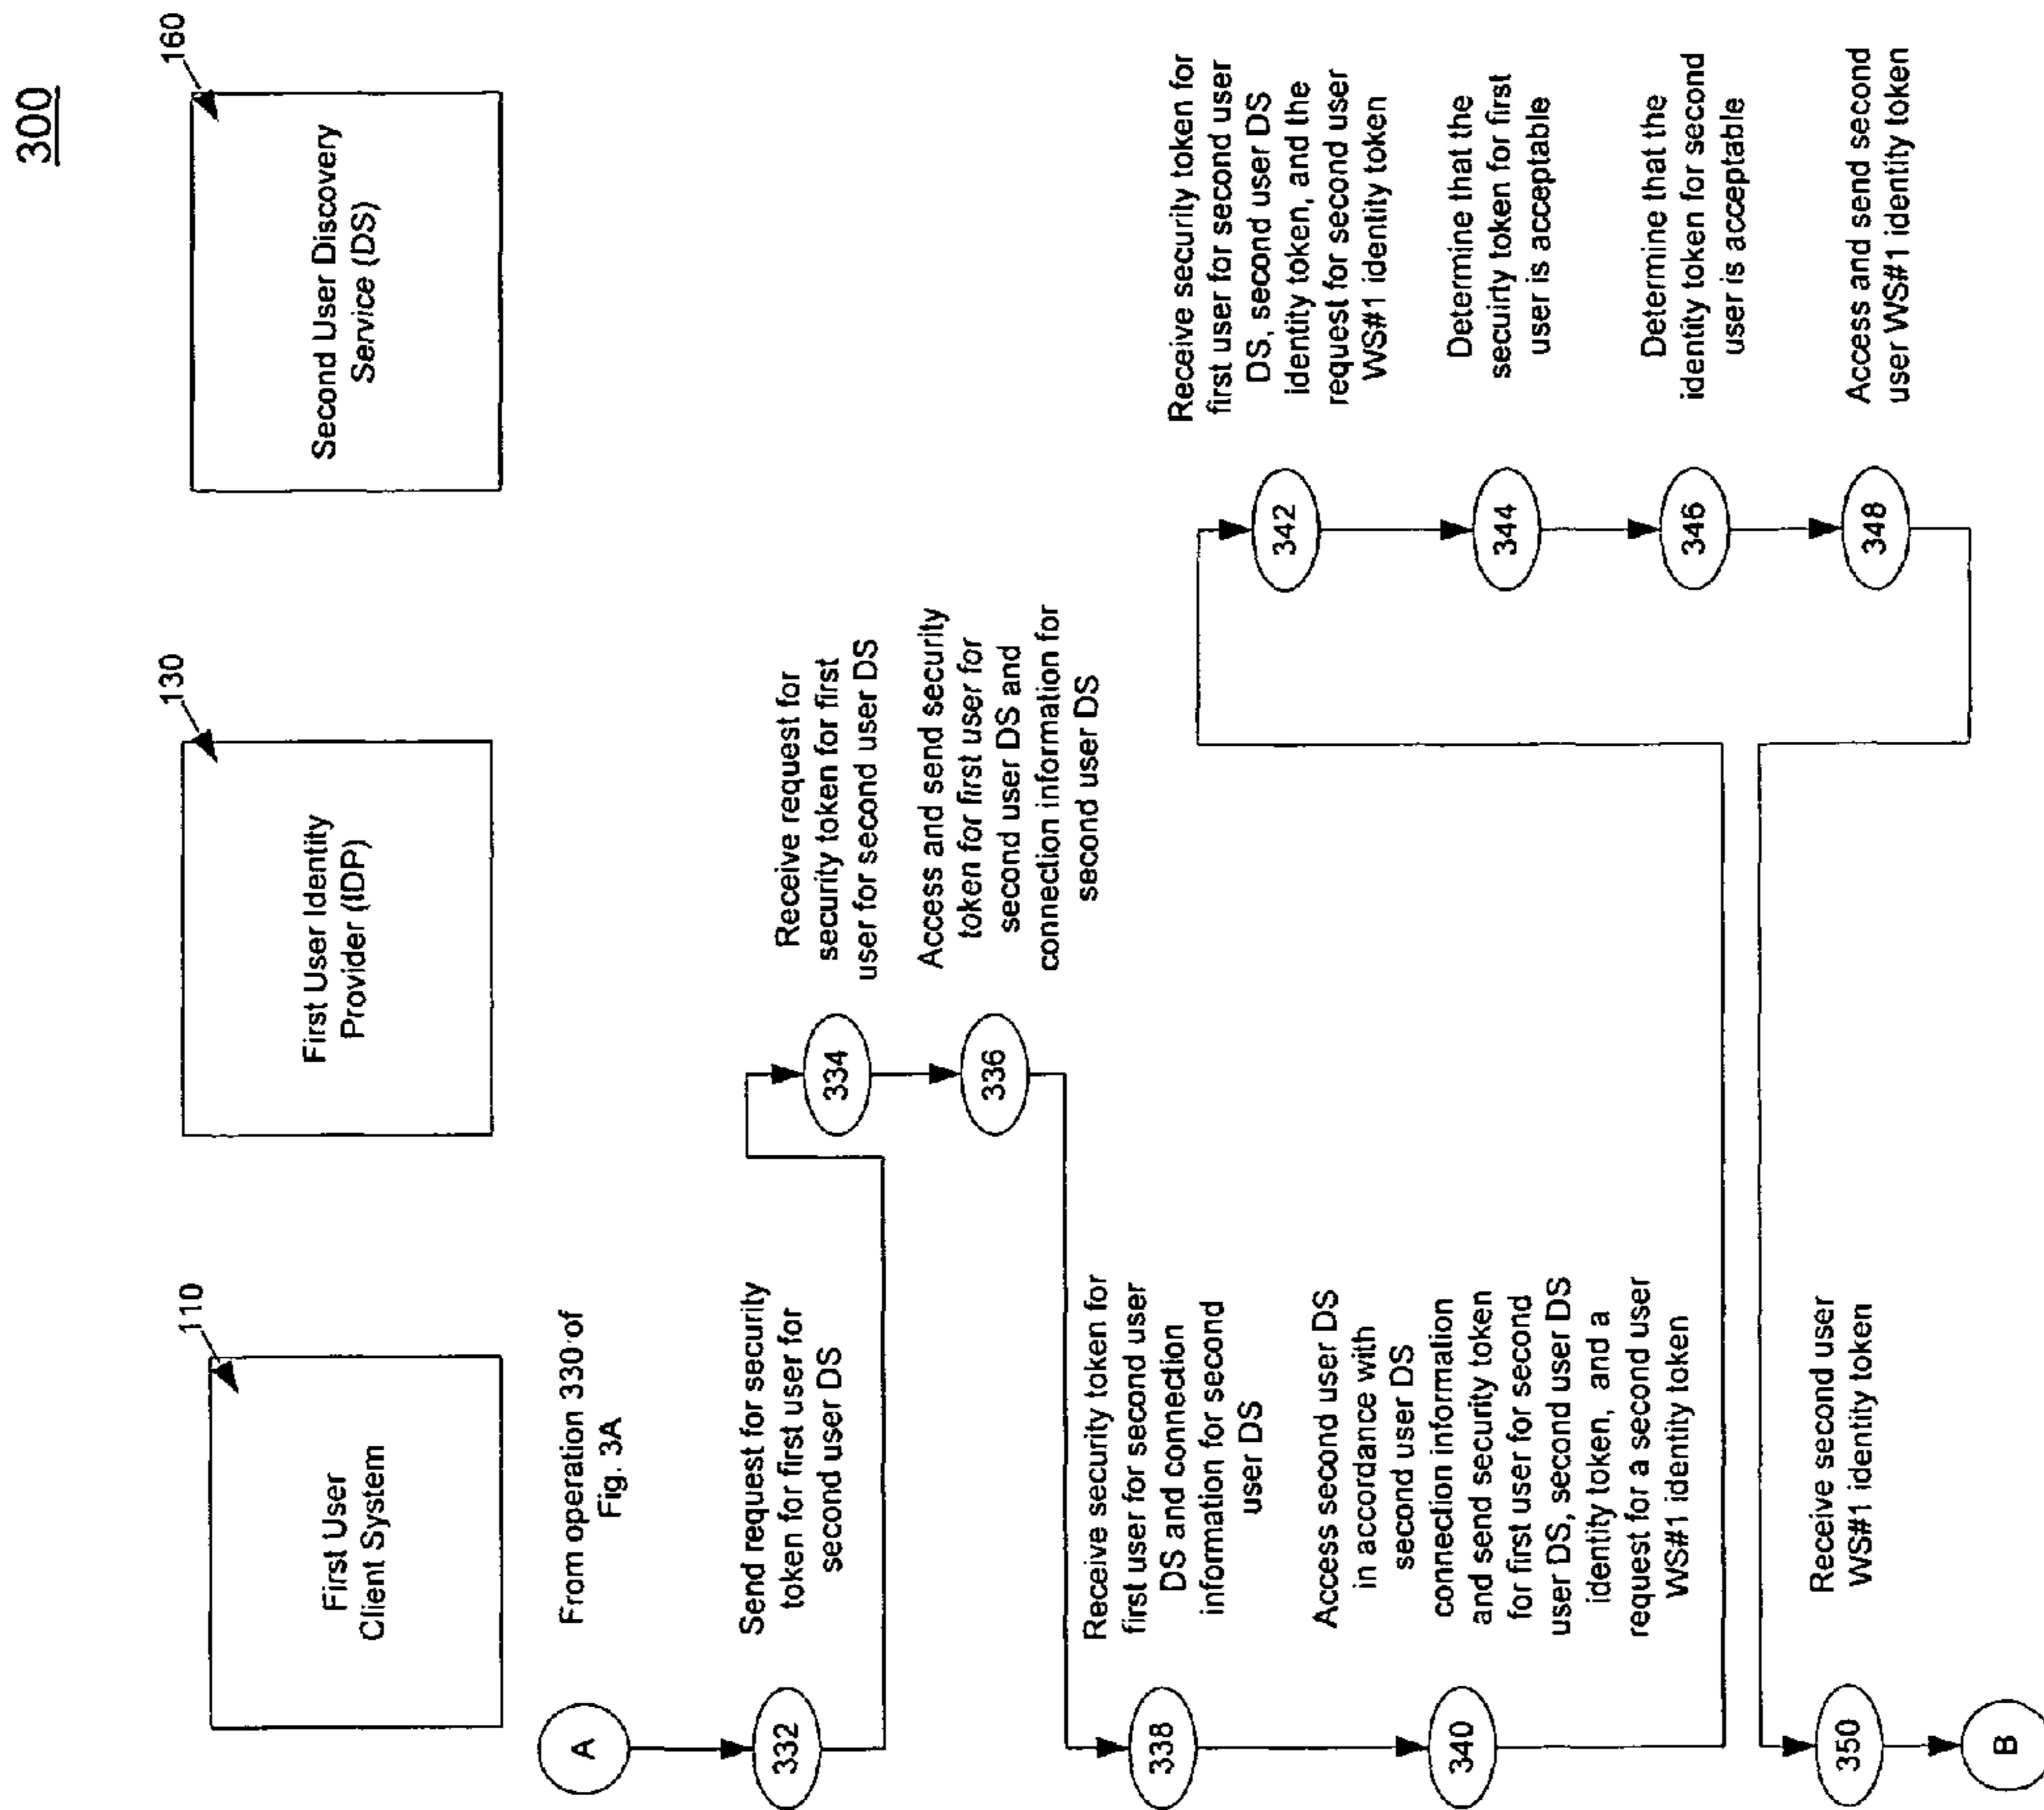 300
110
First User
Client System
130
First User Identity
Provider (IDP)
160
Second User Discovery
Service (DS)
From operation 330 of
Fig. 3A
A
332
Send request for security
token for first user for
second user DS
334
Receive request for
security token for first
user for second user DS
336
Access and send security
token for first user for
second user DS and
connection information for
second user DS
338
Receive security token for
first user for second user
DS and connection
information for second
user DS
340
Access second user DS
in accordance with
second user DS
connection information
and send security token
for first user for second
user DS, second user DS
identity token, and a
request for a second user
WS#1 identity token
342
Receive security token for
first user for second user
DS, second user DS
identity token, and the
request for second user
WS#1 identity token
344
Determine that the
secuirty token for first
user is acceptable
346
Determine that the
identity token for second
user is acceptable
348
Access and send second
user WS#1 identity token
350
Receive second user
WS#1 identity token
B